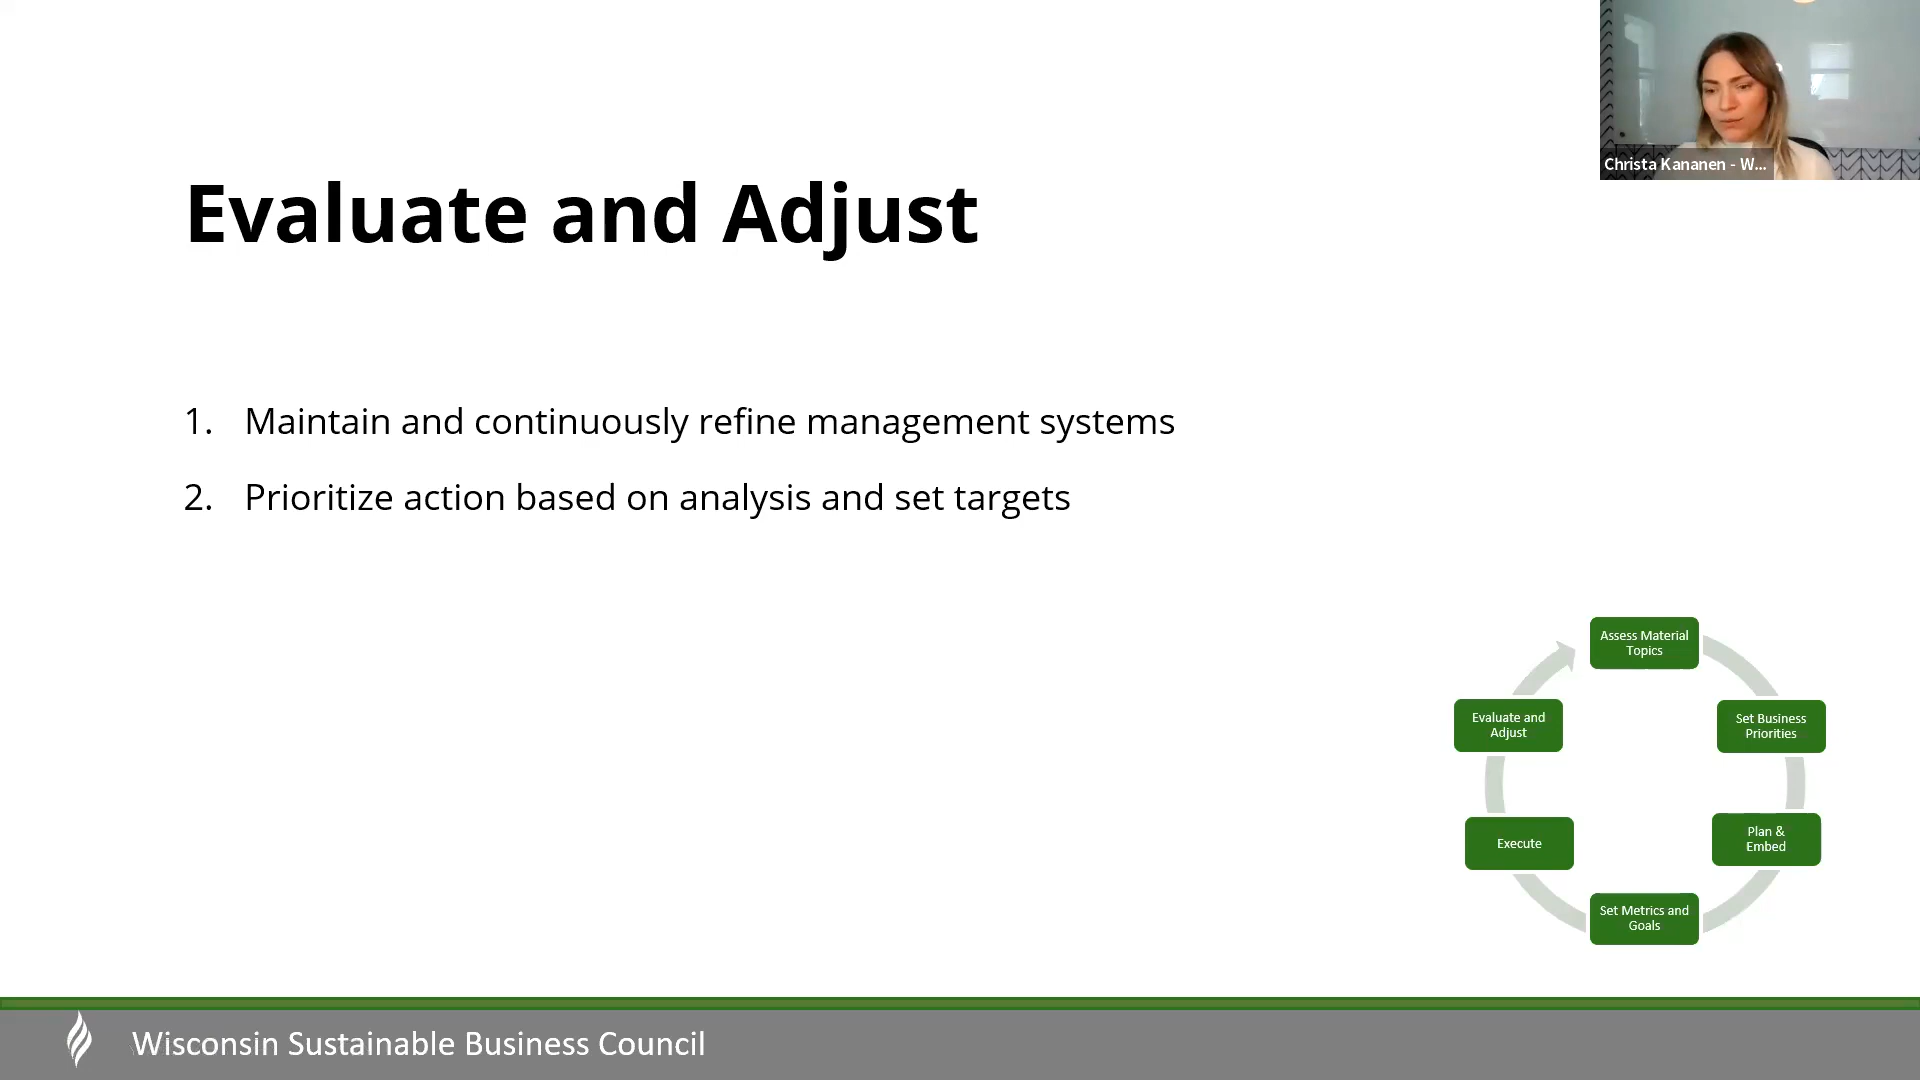 Christa Kananen - W...
Evaluate and Adjust
1. Maintain and continuously refine management systems
2. Prioritize action based on analysis and set targets
Assess Material
Topics
Set Business
Priorities
Plan &
Embed
Set Metrics and
Goals
Execute
Evaluate and
Adjust
Wisconsin Sustainable Business Council